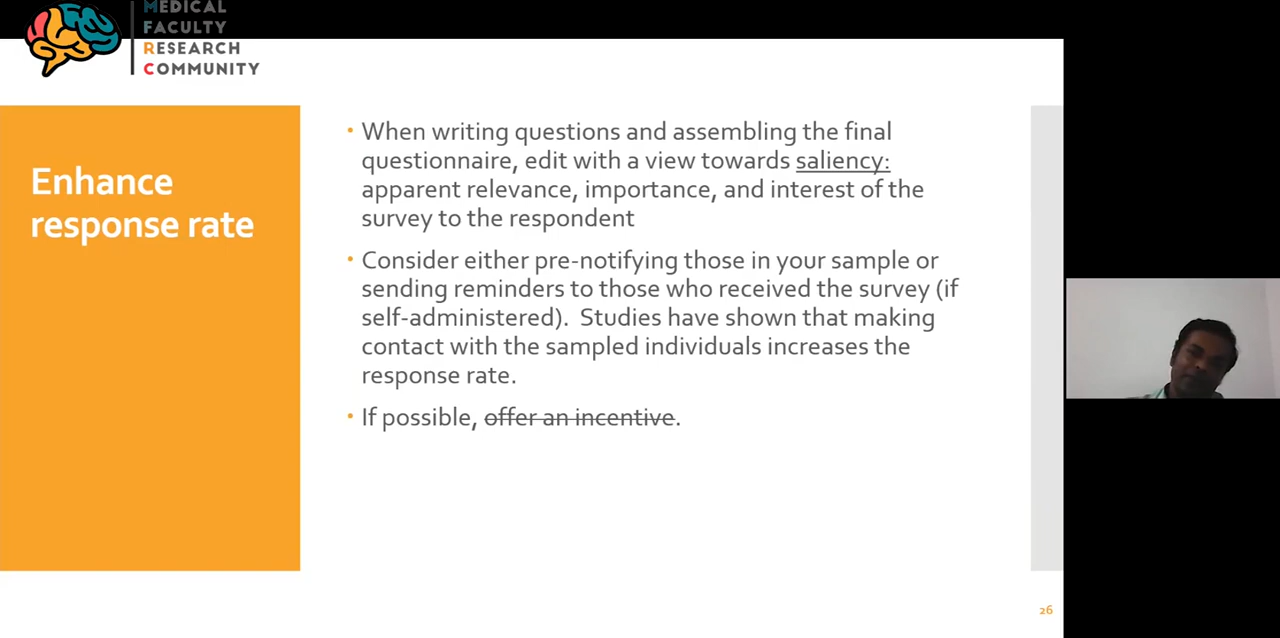 MEDICAL
FACULTY
RESEARCH
COMMUNITY
Enhance
response rate
• When writing questions and assembling the final
questionnaire, edit with a view towards saliency:
apparent relevance, importance, and interest of the
survey to the respondent
• Consider either pre-notifying those in your sample or
sending reminders to those who received the survey (if
self-administered).  Studies have shown that making
contact with the sampled individuals increases the
response rate.
• If possible, offer an incentive.
26